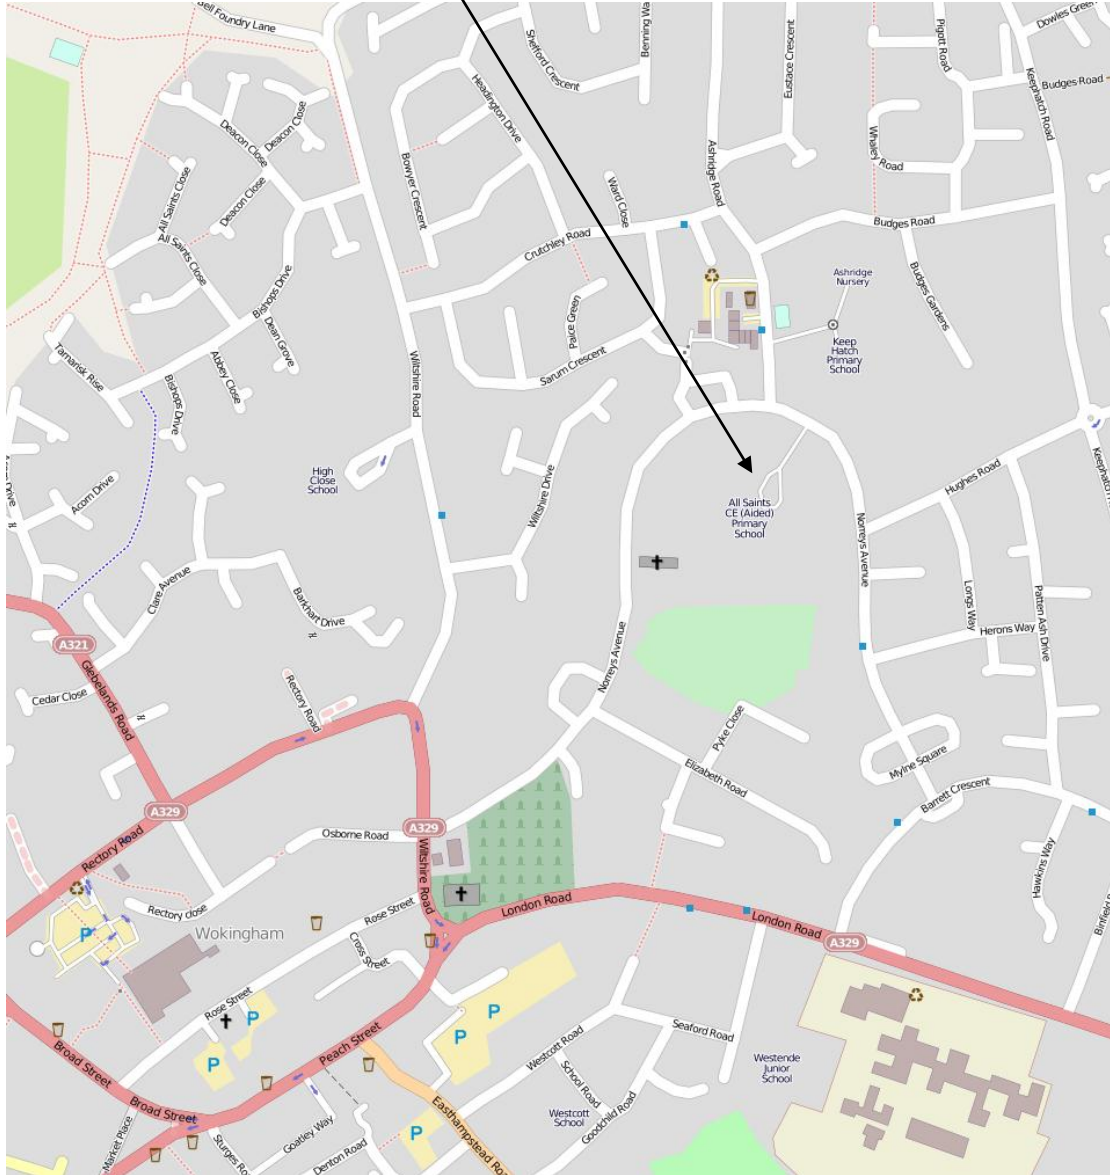 Bell Foundry Lane
Shefford Crescent
Benning
Eustace Crescent
Pigott Road
Dowles Green
Budges Road
Keephatch Road
Headington Drive
Deacon Close
Deacon Close
Bowyer Crescent
Ashridge Road
Whaley Road
All Saints Close
Deacon Close
Ward Close
Budges Road
Crutchley Road
All Saints Close
Bishops Drive
Ashridge
Nursery
Budges Gardens
Paice Green
Dean Grove
Keep
Hatch
Primary
School
Tamarisk Rise
Abbey Close
Sarum Crescent
Wiltshire Road
Bishops Drive
High
Close
School
Wiltshire Drive
Hughes Road
Acorn Drive
All Saints
CE (Aided)
Primary
School
Norreys Avenue
Clare Avenue
Barkhart Drive
Longs Way
Patten Ash Drive
Herons Way
A321
Glebelands Road
Norreys Avenue
Cedar Close
Rectory Road
Pyke Close
Elizabeth Road
Mylne Square
Barrett Crescent
A329
Osborne Road
A329
Rectory Road
Wiltshire Road
Hawkins Way
Rectory close
Rose Street
London Road
London Road
A329
Wokingham
Cross Street
P
Rose Street
P
P
P
P
Seaford Road
Westcott Road
Peach Street
Broad Street
Westende
Junior
School
School Road
Broad Street
Easthampstead Ro
Westcott
School
Goodchild Road
Market Place
Goatley Way
Denton Road
P